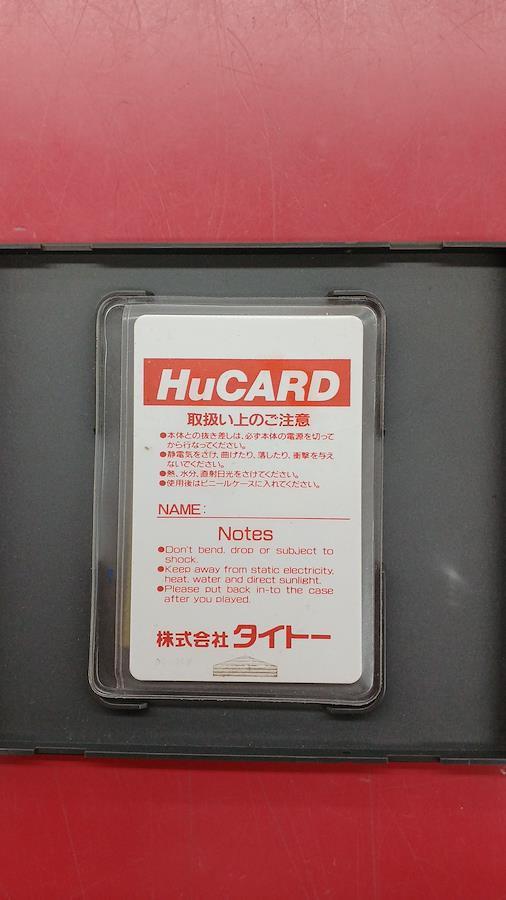 HuCARD
取扱い上のご注意
●本体との抜き差しは、必ず本体の電源を切って
から行なってください。
●静電気をさけ、曲げたり、落したり、衝撃を与え
ないでください。
●熱、水分、直射日光をさけてください。
●使用後はビニールケースに入れてください。
NAME:
Notes
●Don't bend, drop or subject to
shock.
●Keep away from static electricity,
heat, water and direct sunlight.
●Please put back in-to the case
after you played.
株式会社 タイトー